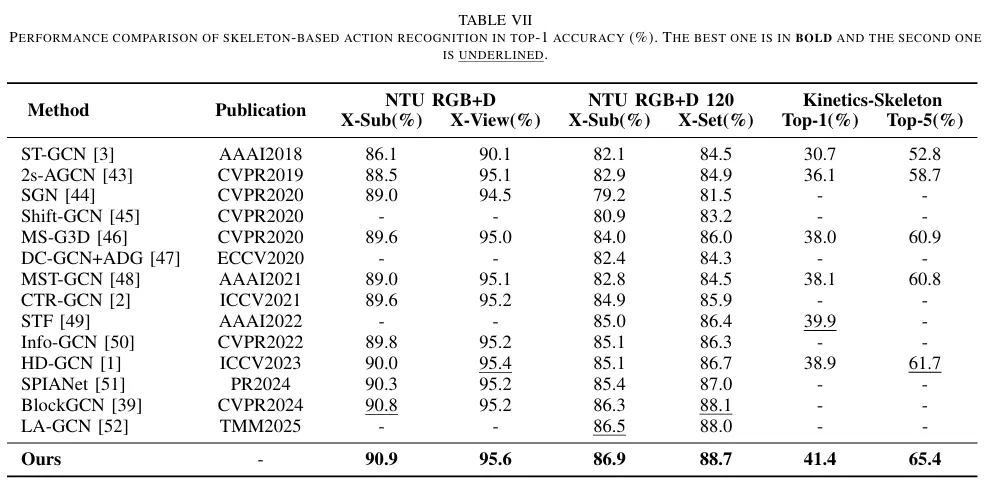 TABLE VII
PERFORMANCE COMPARISON OF SKELETON-BASED ACTION RECOGNITION IN TOP-1 ACCURACY (%). THE BEST ONE IS IN BOLD AND THE SECOND ONE
IS UNDERLINED.
Method Publication NTU RGB+D NTU RGB+D 120 Kinetics-Skeleton
X-Sub(%) X-View(%) X-Sub(%) X-Set(%) Top-1(%) Top-5(%)
ST-GCN [3] AAAI2018 86.1 90.1 82.1 84.5 30.7 52.8
2s-AGCN [43] CVPR2019 88.5 95.1 82.9 84.9 36.1 58.7
SGN [44] CVPR2020 89.0 94.5 79.2 81.5 - -
Shift-GCN [45] CVPR2020 - - 80.9 83.2 - -
MS-G3D [46] CVPR2020 89.6 95.0 84.0 86.0 38.0 60.9
DC-GCN+ADG [47] ECCV2020 - - 82.4 84.3 - -
MST-GCN [48] AAAI2021 89.0 95.1 82.8 84.5 38.1 60.8
CTR-GCN [2] ICCV2021 89.6 95.2 84.9 85.9 - -
STF [49] AAAI2022 - - 85.0 86.4 39.9 -
Info-GCN [50] CVPR2022 89.8 95.2 85.1 86.3 - -
HD-GCN [1] ICCV2023 90.0 95.4 85.1 86.7 38.9 61.7
SPIANet [51] PR2024 90.3 95.2 85.4 87.0 - -
BlockGCN [39] CVPR2024 90.8 95.2 86.3 88.1 - -
LA-GCN [52] TMM2025 - - 86.5 88.0 - -
Ours - 90.9 95.6 86.9 88.7 41.4 65.4